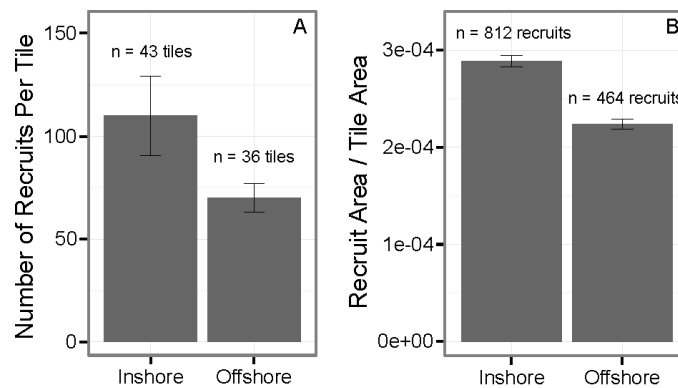 A
Number of Recruits Per Tile
150
100
50
0
n = 43 tiles
n = 36 tiles
Inshore
Offshore
B
Recruit Area / Tile Area
3e-04
2e-04
1e-04
0e+00
n = 812 recruits
n = 464 recruits
Inshore
Offshore